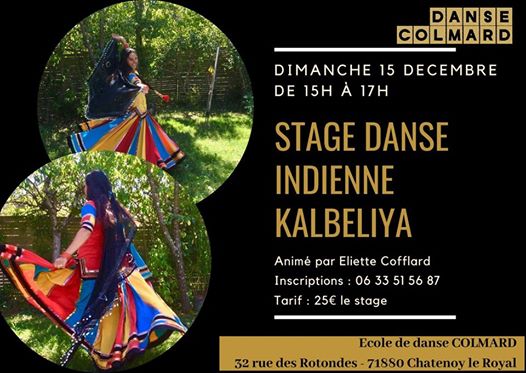 DANSE
COLMARD
DIMANCHE 15 DECEMBRE
DE 15H À 17H
STAGE DANSE
INDIENNE
KALBELIYA
Animé par Eliette Cofflard
Inscriptions : 06 33 51 56 87
Tarif : 25€ le stage
Ecole de danse COLMARD
32 rue des Rotondes - 71880 Chatenoy le Royal